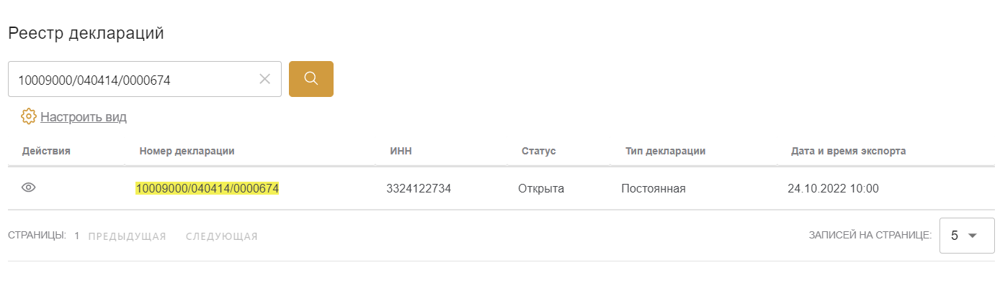 Реестр деклараций
10009000/040414/0000674
Настроить вид
Действия Номер декларации ИНН Статус Тип декларации Дата и время экспорта
10009000/040414/0000674 3324122734 Открыта Постоянная 24.10.2022 10:00
СТРАНИЦЫ: 1 ПРЕДЫДУЩАЯ СЛЕДУЮЩАЯ ЗАПИСЕЙ НА СТРАНИЦЕ: 5